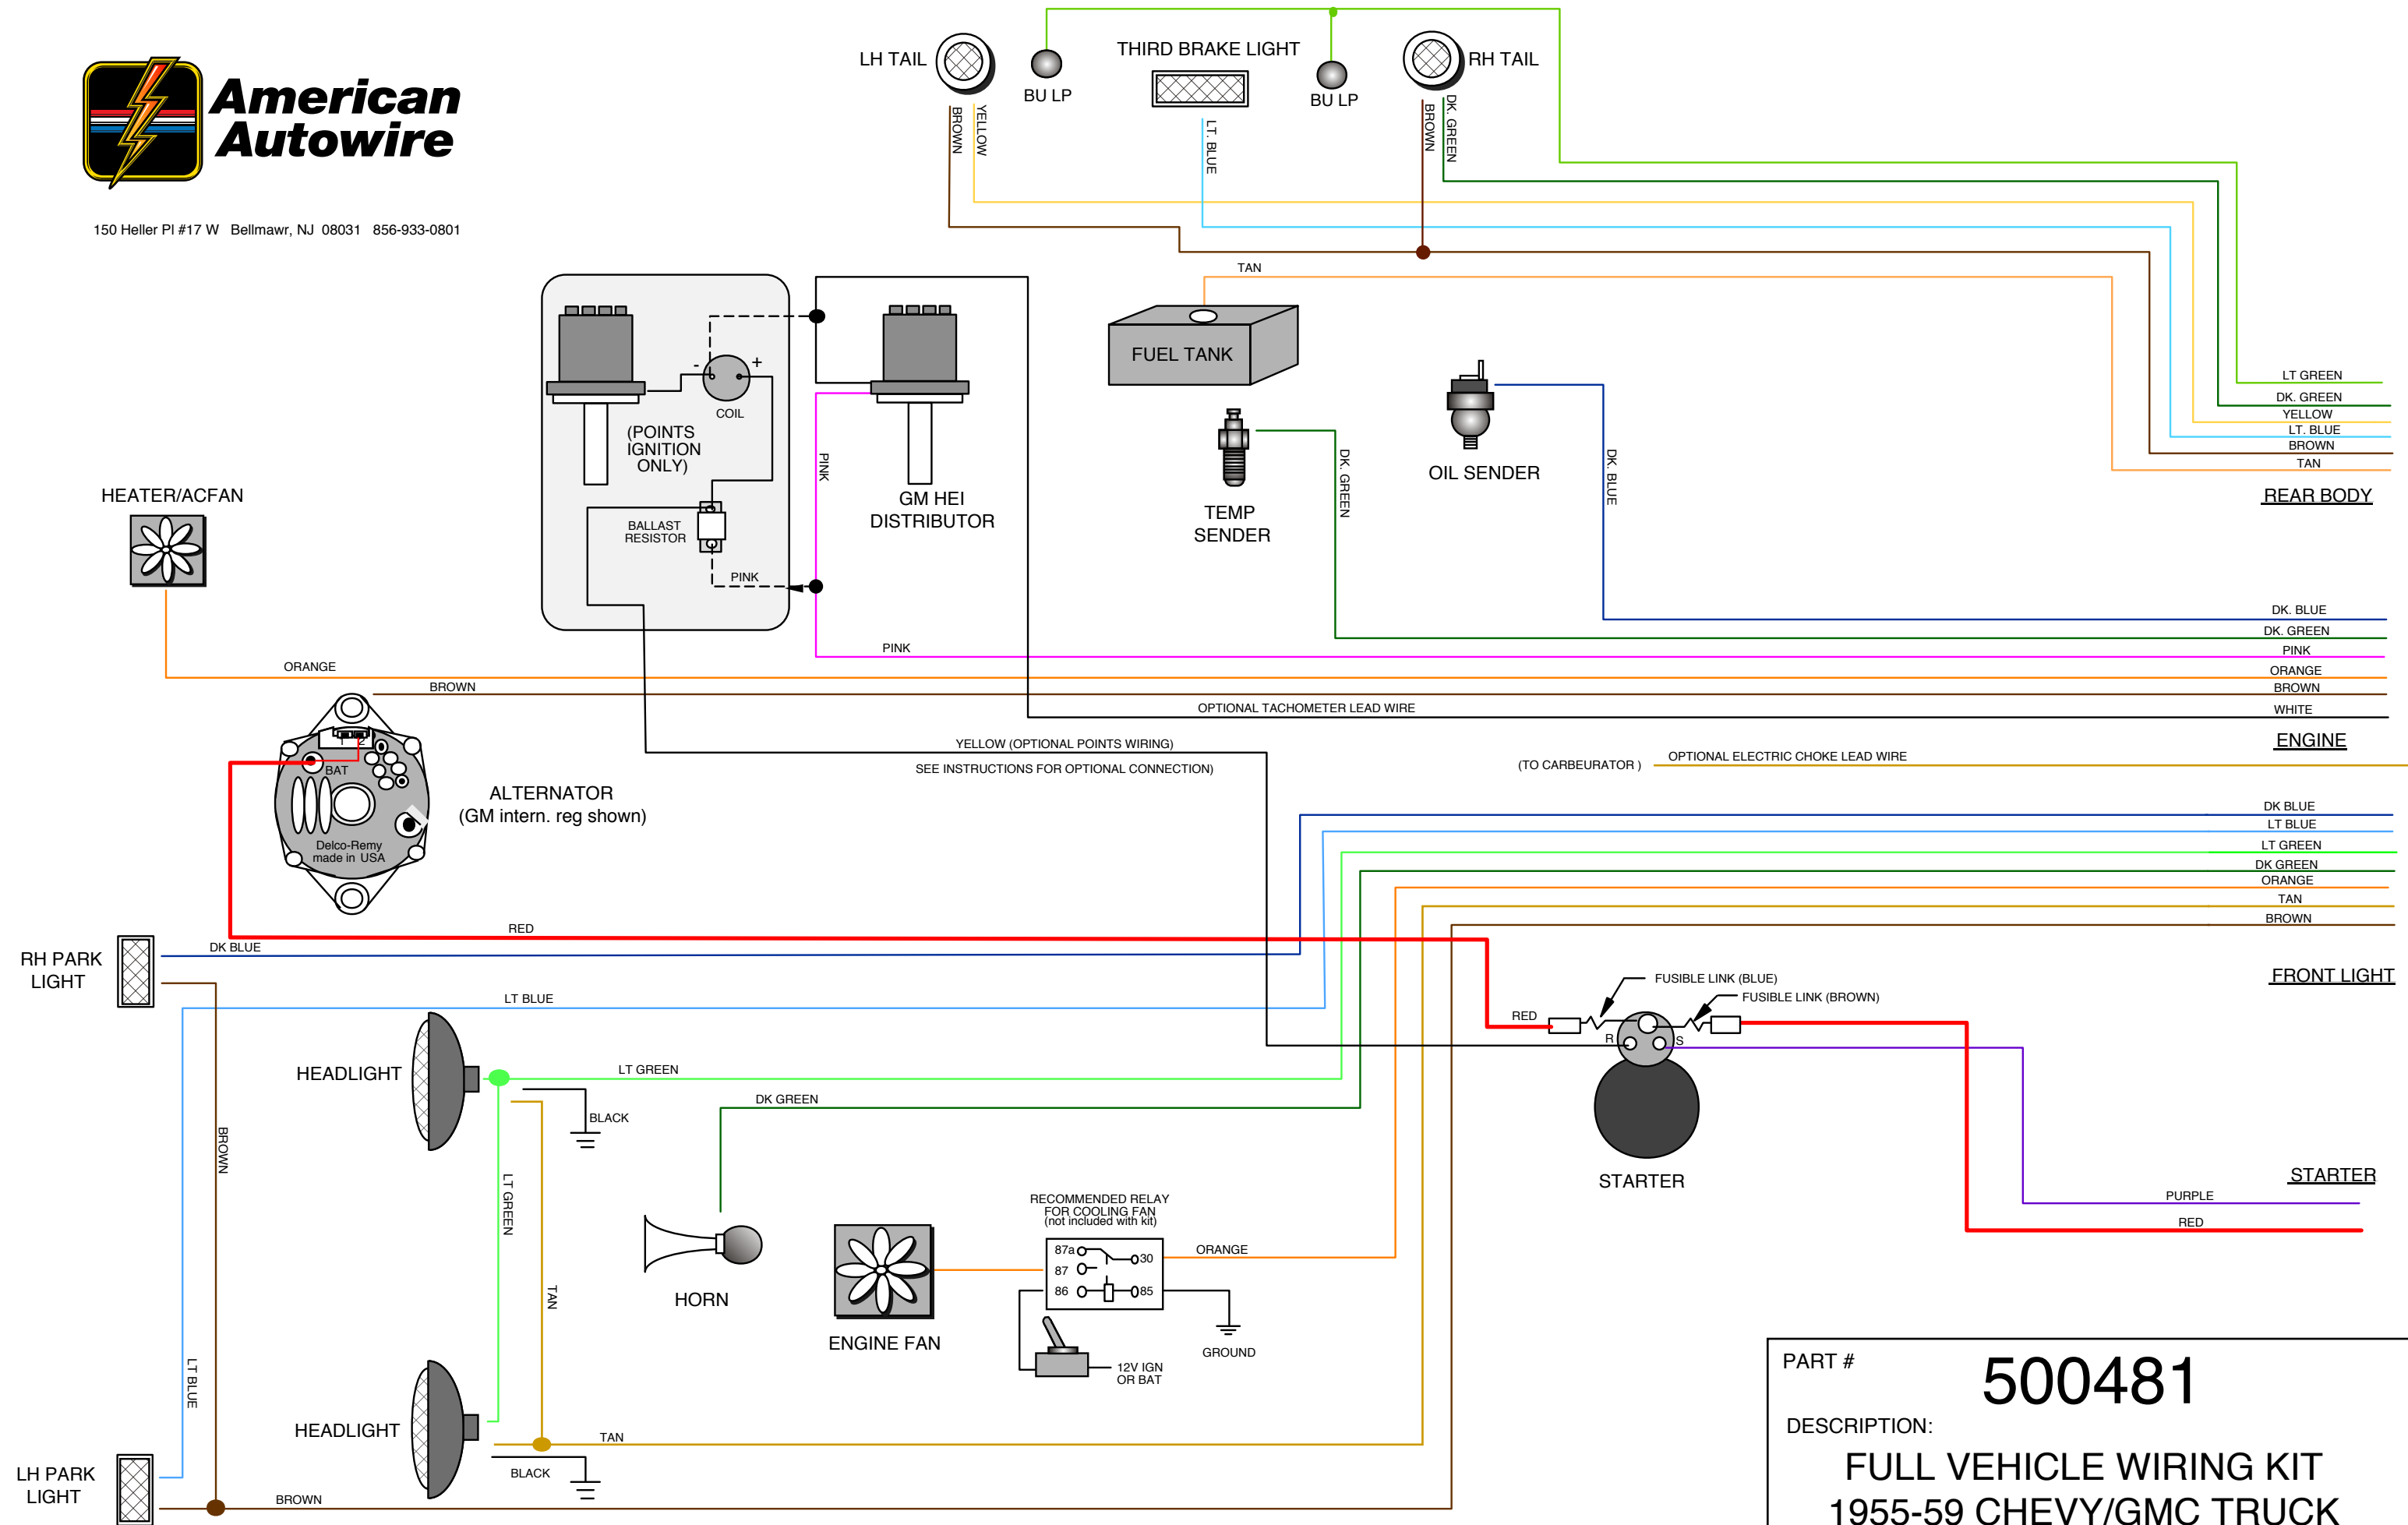 American
Autowire
150 Heller Pl #17 W Bellmawr, NJ 08031 856-933-0801
LH TAIL
BU LP
THIRD BRAKE LIGHT
BU LP
RH TAIL
BROWN
YELLOW
LT. BLUE
BROWN
DK. GREEN
TAN
FUEL TANK
LT GREEN
DK. GREEN
YELLOW
LT. BLUE
BROWN
TAN
REAR BODY
- +
COIL
(POINTS
IGNITION
ONLY)
BALLAST
RESISTOR
PINK
PINK
GM HEI
DISTRIBUTOR
TEMP
SENDER
DK. GREEN
OIL SENDER
DK. BLUE
HEATER/ACFAN
ORANGE
BROWN
PINK
DK. BLUE
DK. GREEN
PINK
ORANGE
BROWN
WHITE
ENGINE
OPTIONAL TACHOMETER LEAD WIRE
YELLOW (OPTIONAL POINTS WIRING)
SEE INSTRUCTIONS FOR OPTIONAL CONNECTION)
(TO CARBEURATOR )
OPTIONAL ELECTRIC CHOKE LEAD WIRE
1 2
BAT
Delco-Remy
made in USA
ALTERNATOR
(GM intern. reg shown)
DK BLUE
LT BLUE
LT GREEN
DK GREEN
ORANGE
TAN
BROWN
FRONT LIGHT
RED
DK BLUE
RH PARK
LIGHT
LT BLUE
BROWN
HEADLIGHT
LT GREEN
BLACK
DK GREEN
LT GREEN
TAN
LT BLUE
HEADLIGHT
TAN
BLACK
LH PARK
LIGHT
BROWN
HORN
ENGINE FAN
RECOMMENDED RELAY
FOR COOLING FAN
(not included with kit)
87a
30
87
86
85
ORANGE
GROUND
12V IGN
OR BAT
FUSIBLE LINK (BLUE)
FUSIBLE LINK (BROWN)
RED
R
S
STARTER
STARTER
PURPLE
RED
PART #
500481
DESCRIPTION:
FULL VEHICLE WIRING KIT
1955-59 CHEVY/GMC TRUCK